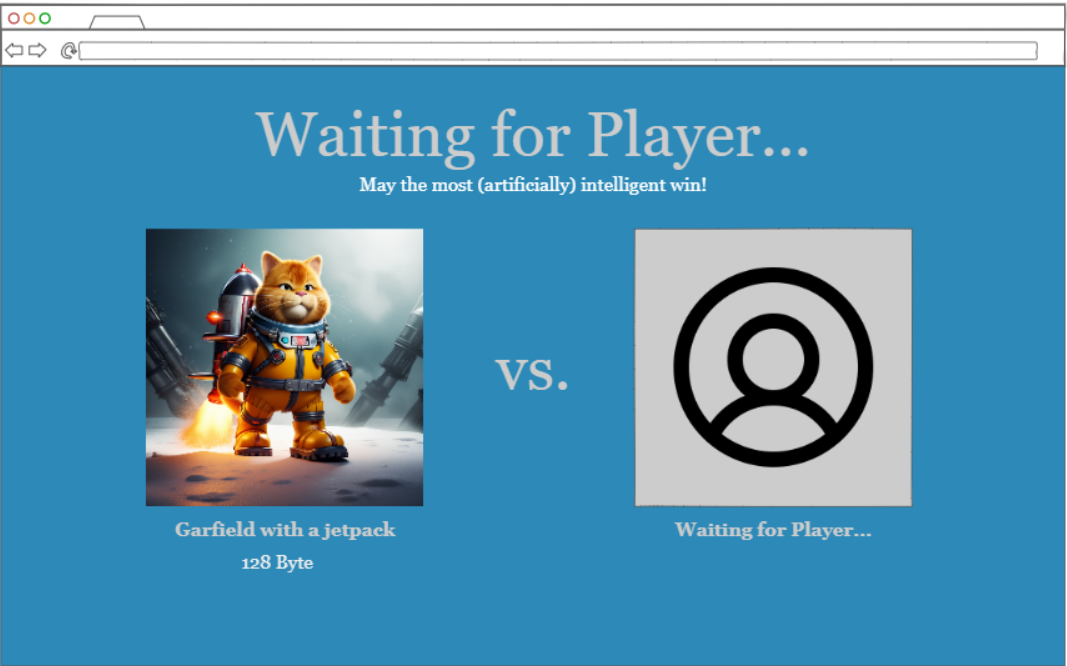 Waiting for Player...
May the most (artificially) intelligent win!
vs.
Garfield with a jetpack
Waiting for Player...
128 Byte